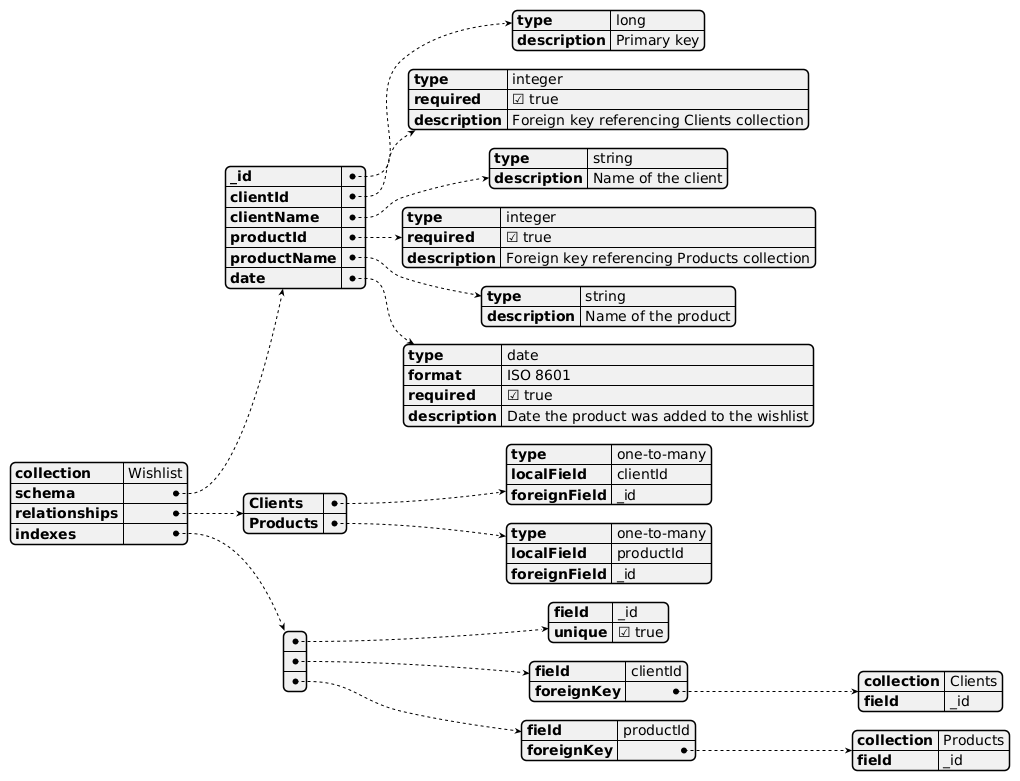 collection Wishlist
schema
relationships
indexes
_id
clientId
clientName
productId
productName
date
type long
description Primary key
type integer
required ☑ true
description Foreign key referencing Clients collection
type string
description Name of the client
type integer
required ☑ true
description Foreign key referencing Products collection
type string
description Name of the product
type date
format ISO 8601
required ☑ true
description Date the product was added to the wishlist
Clients
Products
type one-to-many
localField clientId
foreignField _id
type one-to-many
localField productId
foreignField _id
field _id
unique ☑ true
field clientId
foreignKey
collection Clients
field _id
field productId
foreignKey
collection Products
field _id